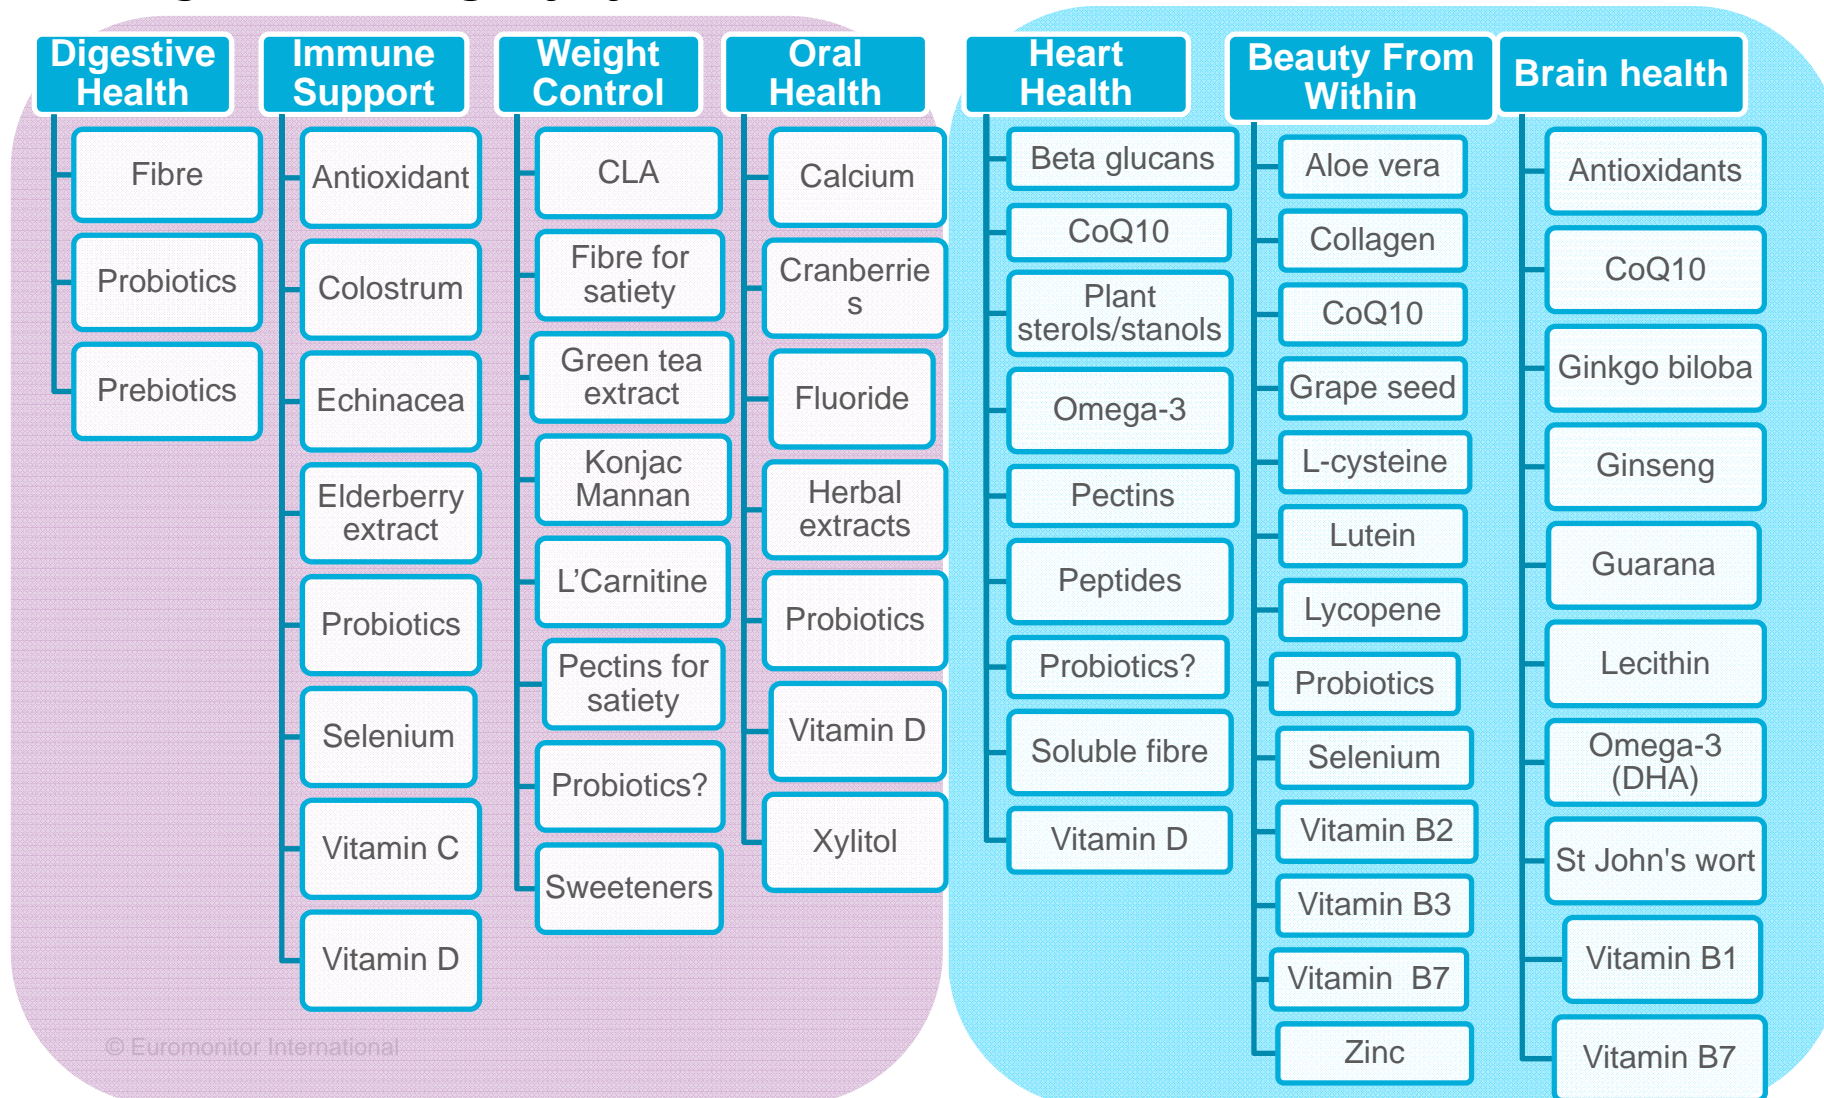 Digestive
Health
Fibre
Probiotics
Prebiotics
Immune
Support
Antioxidant
Colostrum
Echinacea
Elderberry
extract
Probiotics
Selenium
Vitamin C
Vitamin D
Weight
Control
CLA
Fibre for
satiety
Green tea
extract
Konjac
Mannan
L’Carnitine
Pectins for
satiety
Probiotics?
Sweeteners
Oral
Health
Calcium
Cranberrie
s
Fluoride
Herbal
extracts
Probiotics
Vitamin D
Xylitol
Heart
Health
Beta glucans
CoQ10
Plant
sterols/stanols
Omega-3
Pectins
Peptides
Probiotics?
Soluble fibre
Vitamin D
Beauty From
Within
Aloe vera
Collagen
CoQ10
Grape seed
L-cysteine
Lutein
Lycopene
Probiotics
Selenium
Vitamin B2
Vitamin B3
Vitamin B7
Zinc
Brain health
Antioxidants
CoQ10
Ginkgo biloba
Ginseng
Guarana
Lecithin
Omega-3
(DHA)
St John's wort
Vitamin B1
Vitamin B7
© Euromonitor International